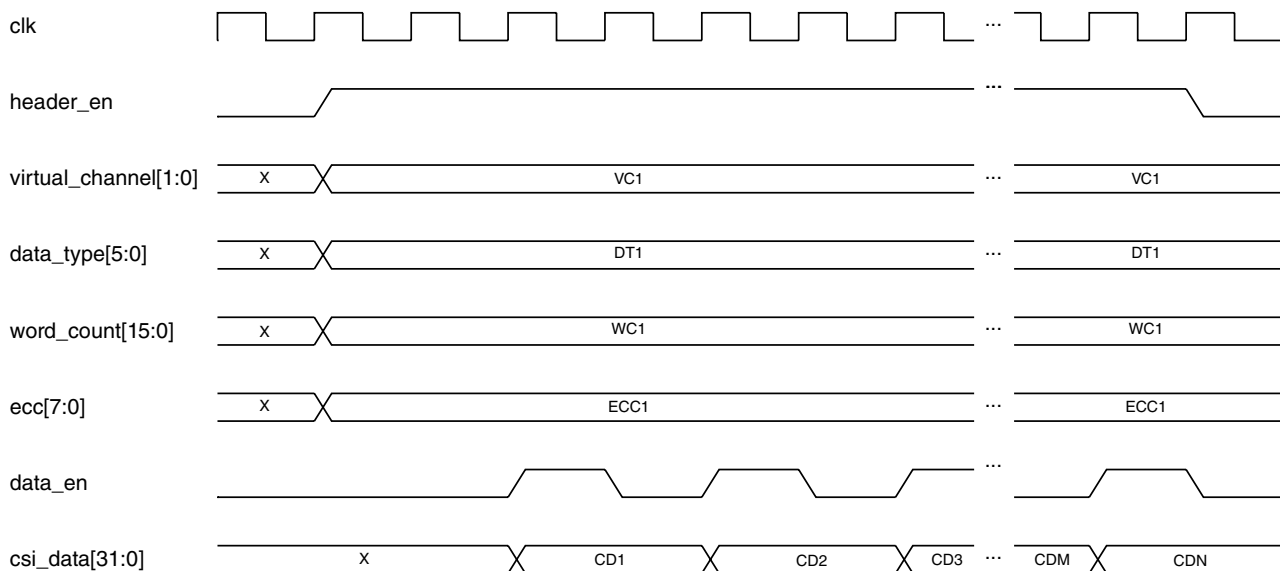 clk ...
header_en ...
virtual_channel[1:0] X VC1 ... VC1
data_type[5:0] X DT1 ... DT1
word_count[15:0] X WC1 ... WC1
ecc[7:0] X ECC1 ... ECC1
data_en ...
csi_data[31:0] X CD1 CD2 CD3 ... CDM CDN